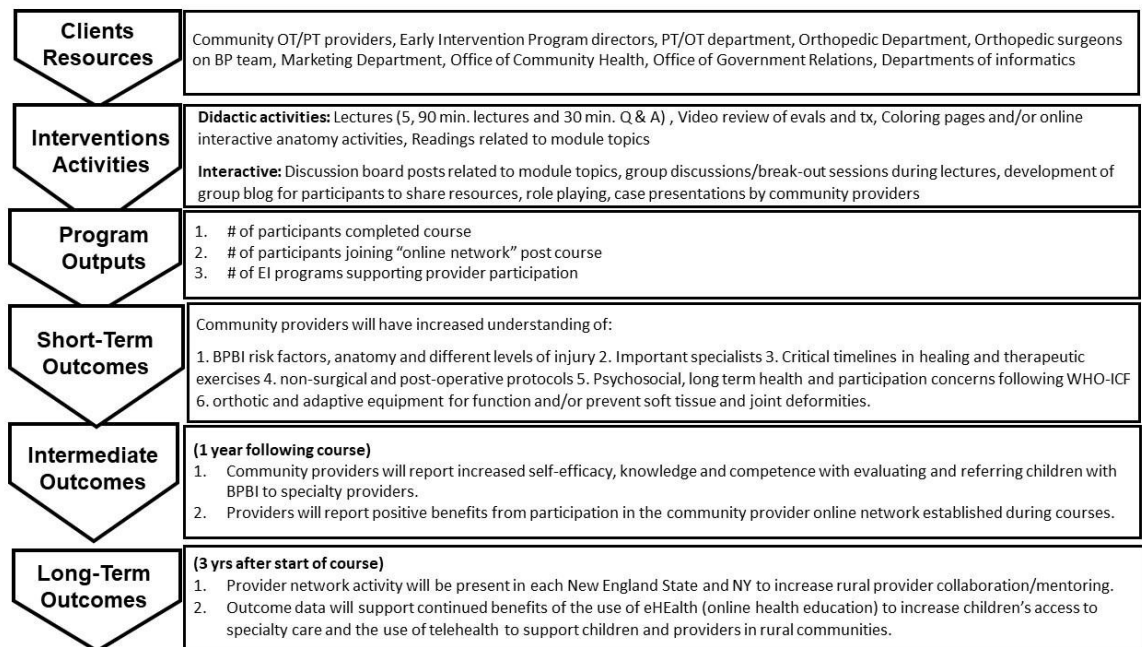 Clients
Resources
Community OT/PT providers, Early Intervention Program directors, PT/OT department, Orthopedic Department, Orthopedic surgeons
on BP team, Marketing Department, Office of Community Health, Office of Government Relations, Departments of informatics
Interventions
Activities
Didactic activities: Lectures (5, 90 min. lectures and 30 min. Q & A) , Video review of evals and tx, Coloring pages and/or online
interactive anatomy activities, Readings related to module topics
Interactive: Discussion board posts related to module topics, group discussions/break-out sessions during lectures, development of
group blog for participants to share resources, role playing, case presentations by community providers
Program
Outputs
1. # of participants completed course
2. # of participants joining “online network” post course
3. # of EI programs supporting provider participation
Short-Term
Outcomes
Community providers will have increased understanding of:
1. BPBI risk factors, anatomy and different levels of injury 2. Important specialists 3. Critical timelines in healing and therapeutic
exercises 4. non-surgical and post-operative protocols 5. Psychosocial, long term health and participation concerns following WHO-ICF
6. orthotic and adaptive equipment for function and/or prevent soft tissue and joint deformities.
Intermediate
Outcomes
(1 year following course)
1. Community providers will report increased self-efficacy, knowledge and competence with evaluating and referring children with
BPBI to specialty providers.
2. Providers will report positive benefits from participation in the community provider online network established during courses.
Long-Term
Outcomes
(3 yrs after start of course)
1. Provider network activity will be present in each New England State and NY to increase rural provider collaboration/mentoring.
2. Outcome data will support continued benefits of the use of eHEalth (online health education) to increase children’s access to
specialty care and the use of telehealth to support children and providers in rural communities.